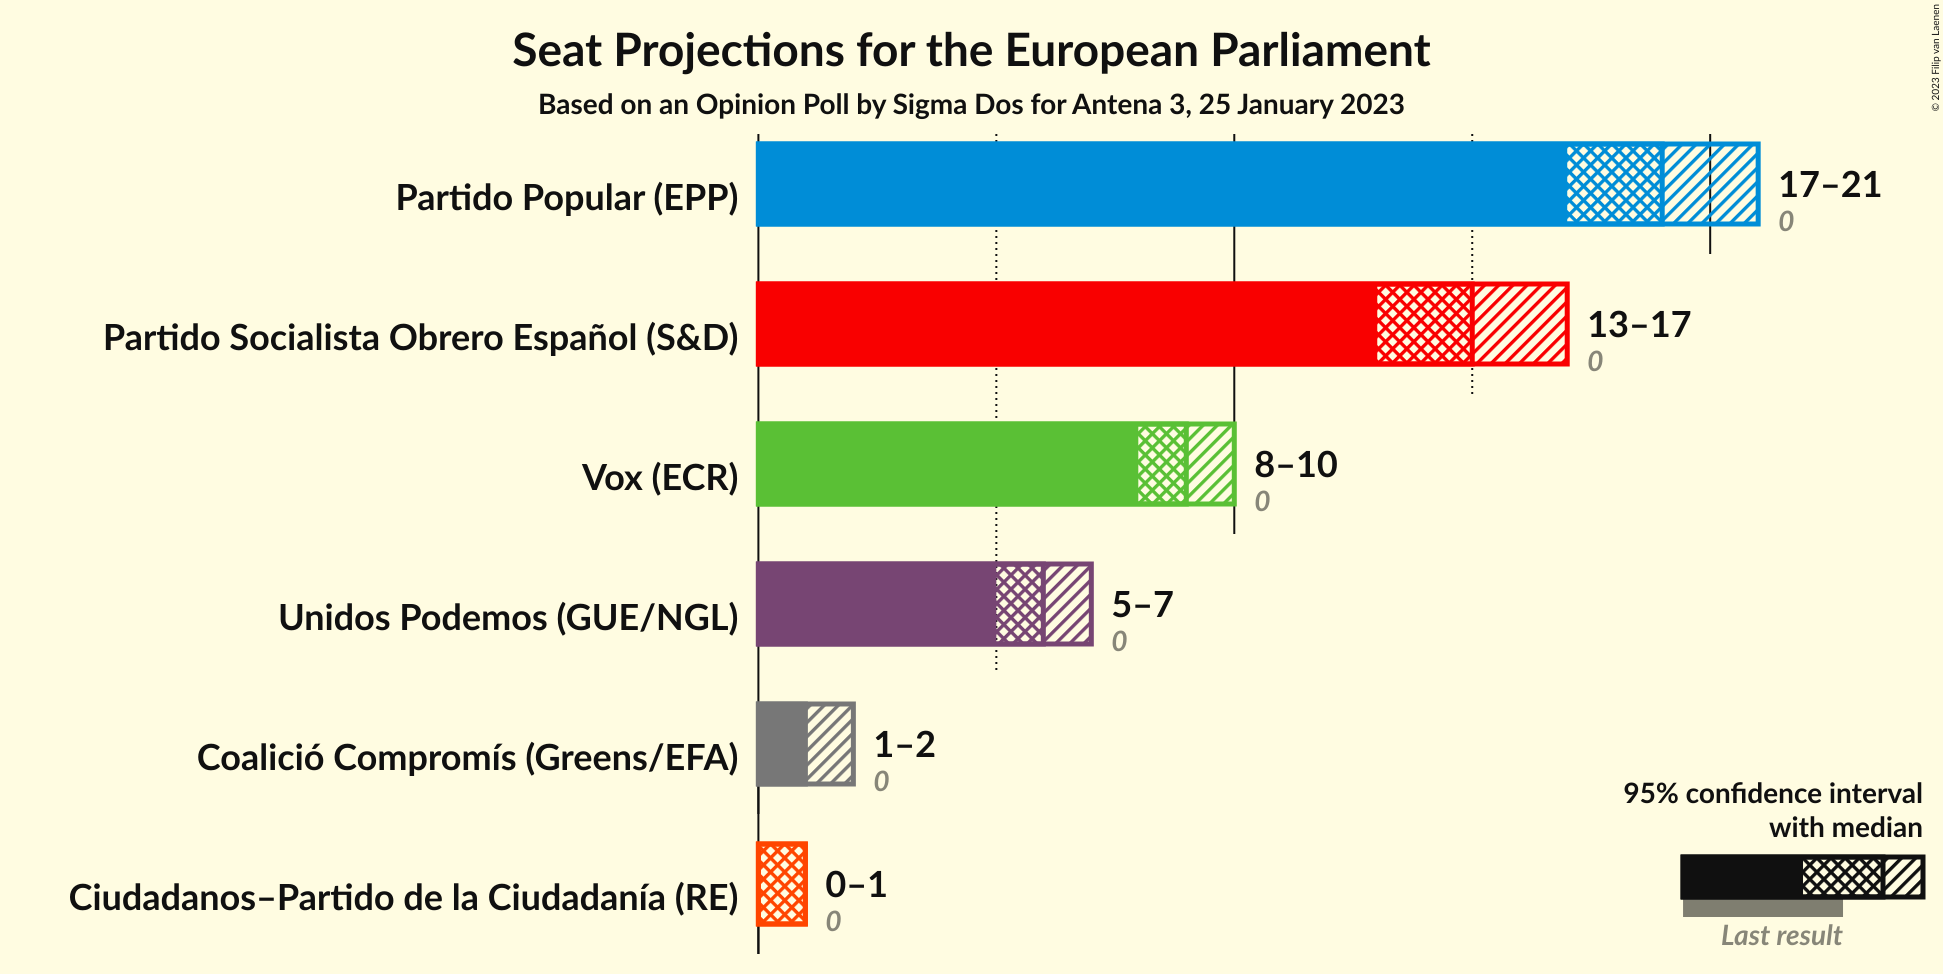 Seat Projections for the European Parliament
Based on an Opinion Poll by Sigma Dos for Antena 3, 25 January 2023
© 2023 Filip van Laenen
Partido Popular (EPP)
17–21
0
Partido Socialista Obrero Español (S&D)
13–17
0
Vox (ECR)
8–10
0
Unidos Podemos (GUE/NGL)
5–7
0
Coalició Compromís (Greens/EFA)
1–2
0
Ciudadanos–Partido de la Ciudadanía (RE)
0–1
0
95% confidence interval
with median
Last result